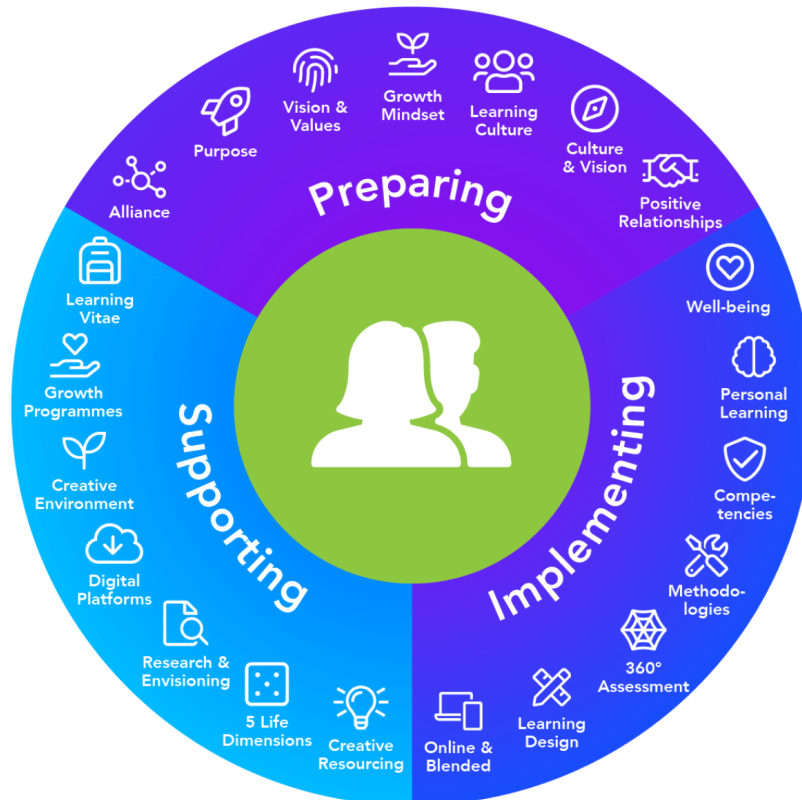 Preparing
Alliance
Purpose
Vision &
Values
Growth
Mindset
Learning
Culture
Culture
& Vision
Positive
Relationships
Implementing
Well-being
Personal
Learning
Compe-
tencies
Methodo-
logies
360°
Assessment
Learning
Design
Online &
Blended
Supporting
Creative
Resourcing
5 Life
Dimensions
Research &
Envisioning
Digital
Platforms
Creative
Environment
Growth
Programmes
Learning
Vitae